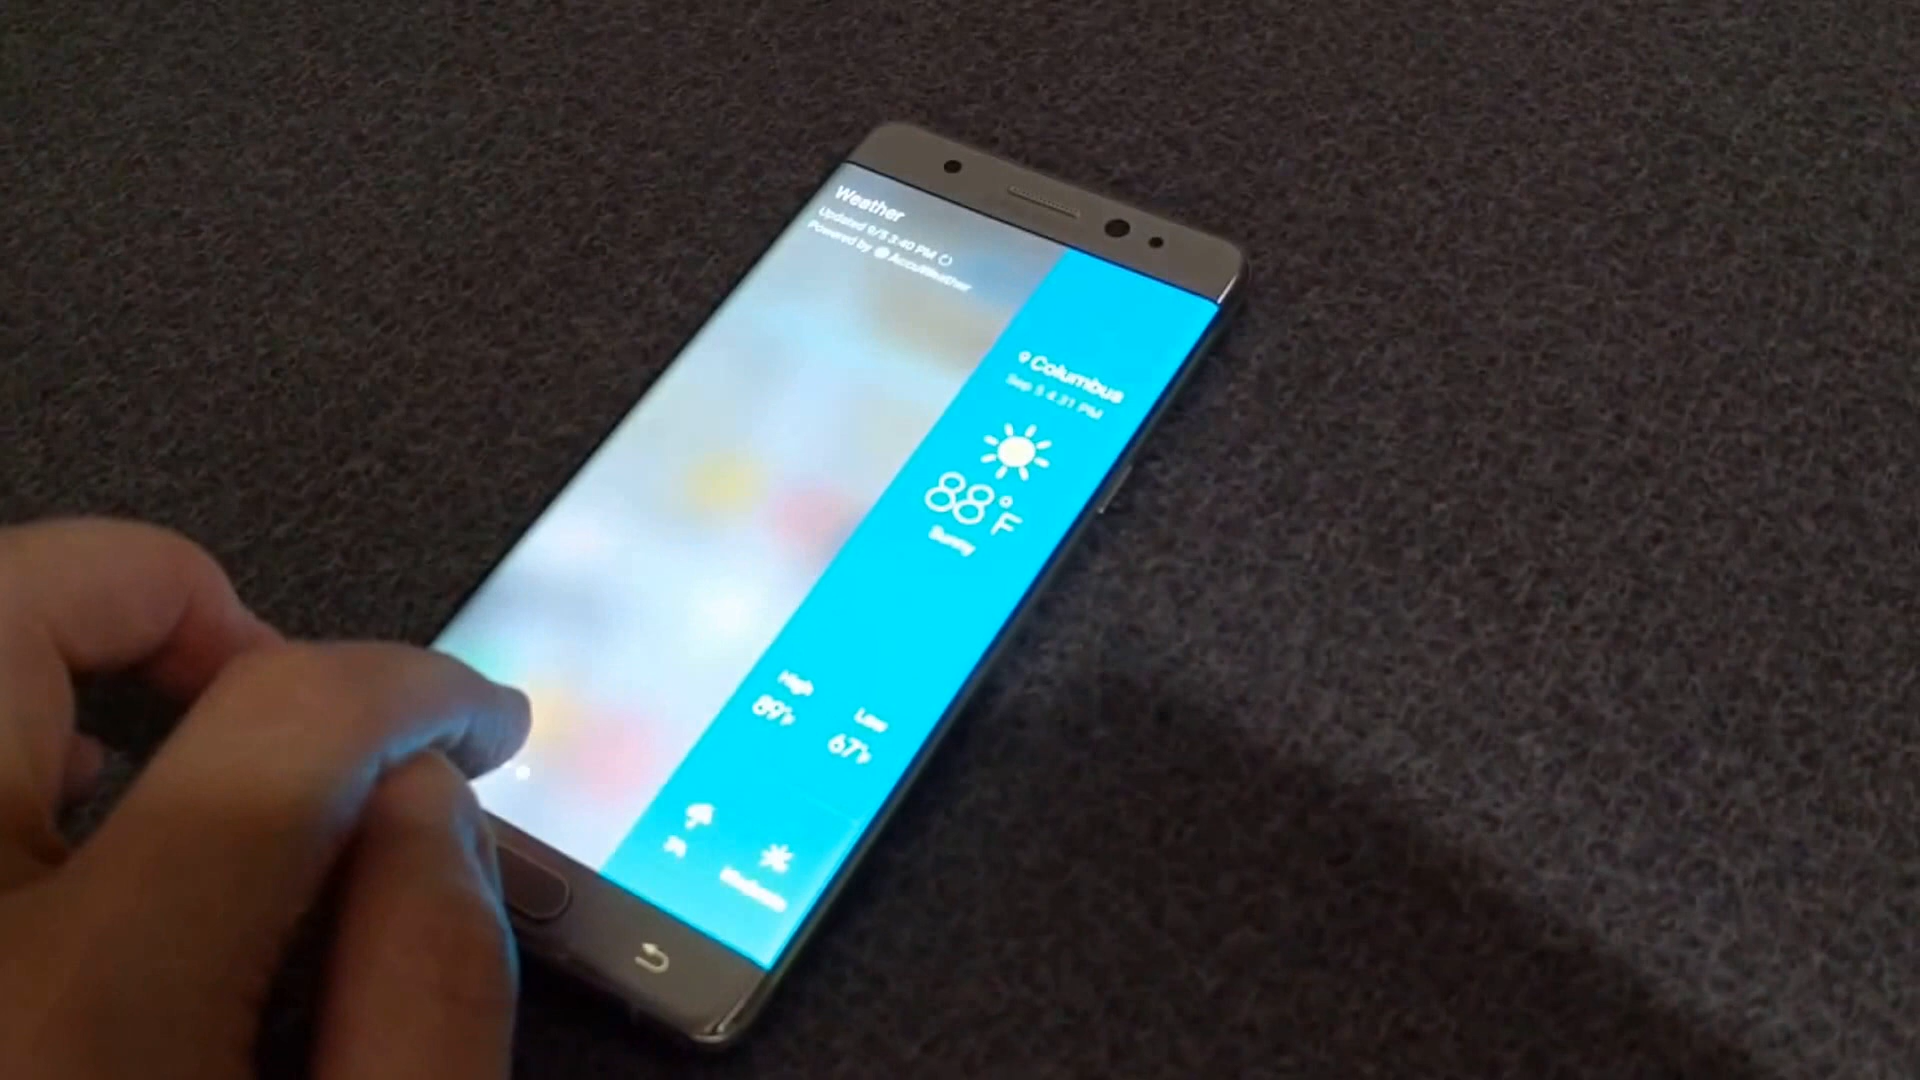 Weather
Updated 9/5 3:40 PM
Powered by AccuWeather
Columbus
Sep 5 4:31 PM
88°F
Sunny
High
89°F
Low
67°F